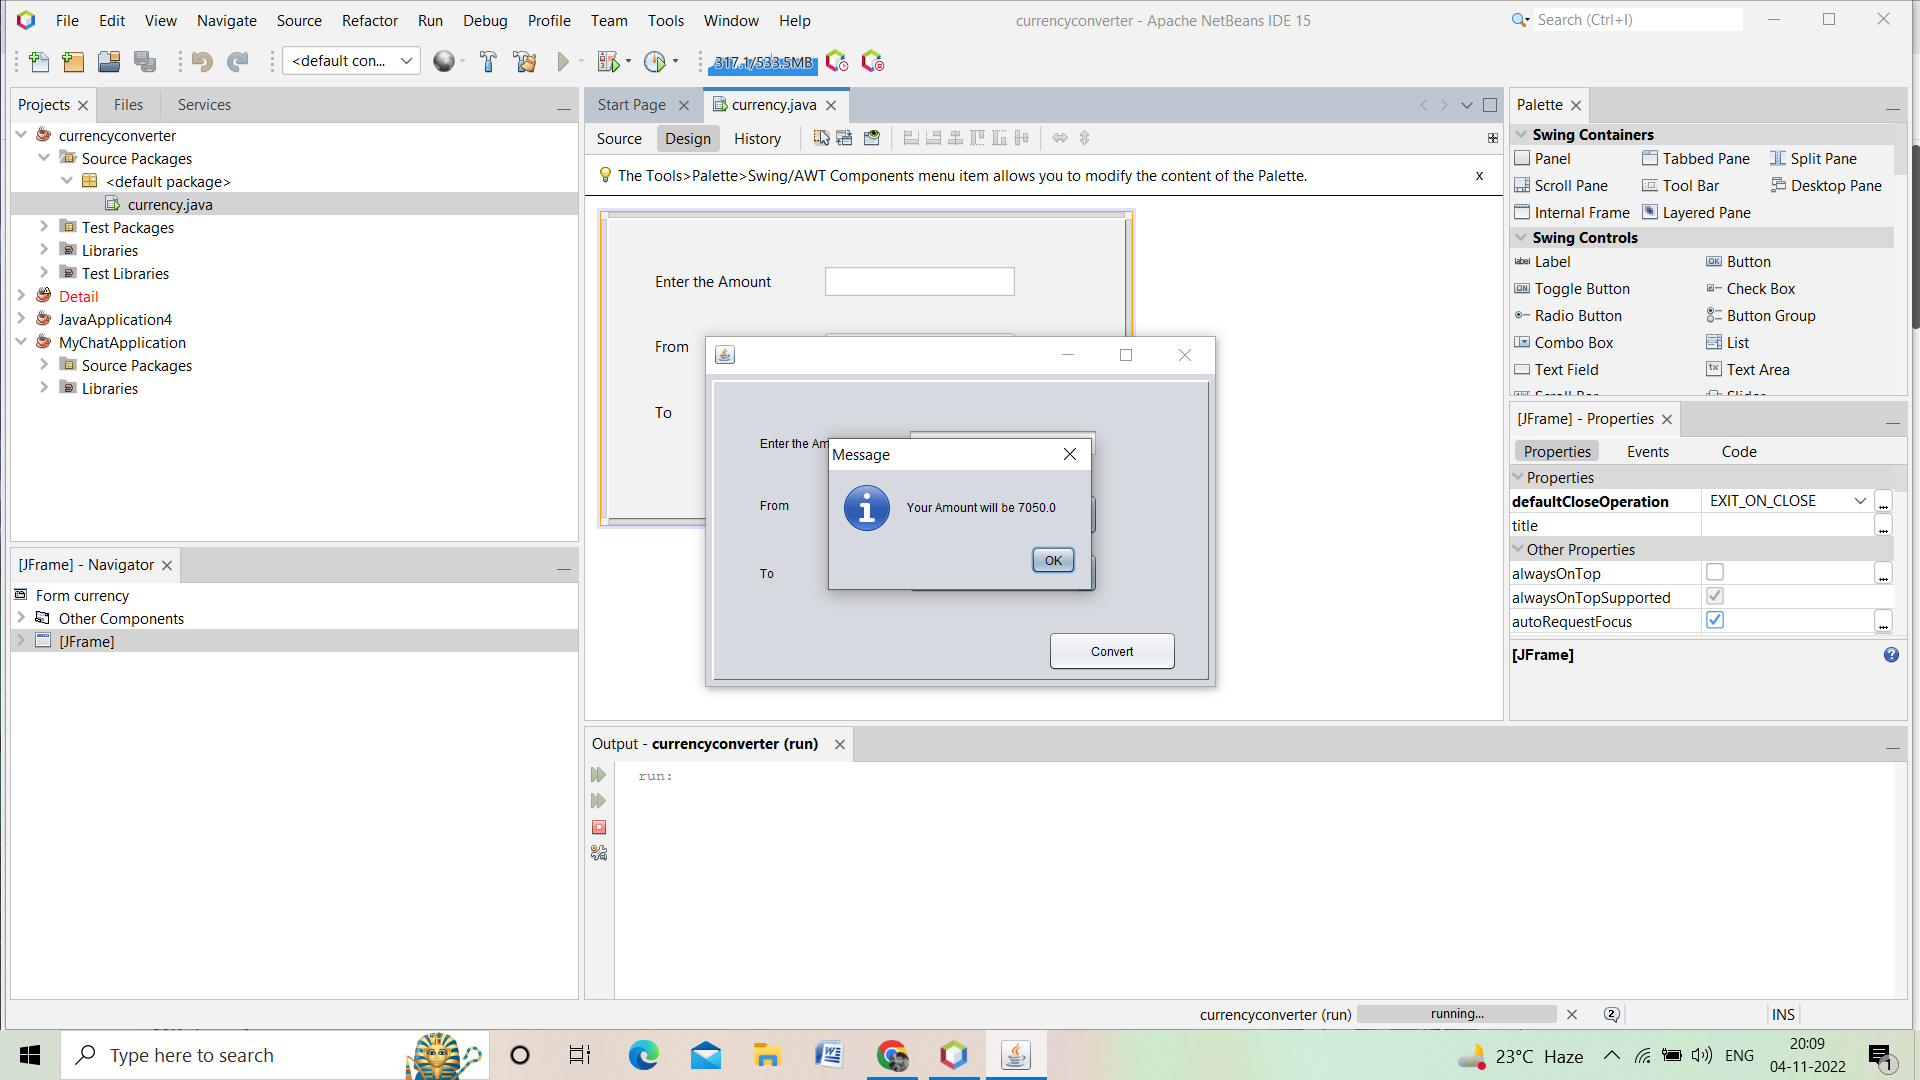 File Edit View Navigate Source Refactor Run Debug Profile Team Tools Window Help
currencyconverter - Apache NetBeans IDE 15
Search (Ctrl+I)
<default con...
317.1/533.5MB
Projects Files Services
currencyconverter
Source Packages
<default package>
currency.java
Test Packages
Libraries
Test Libraries
Detail
JavaApplication4
MyChatApplication
Source Packages
Libraries
[JFrame] - Navigator
Form currency
Other Components
[JFrame]
Start Page currency.java
Source Design History
The Tools>Palette>Swing/AWT Components menu item allows you to modify the content of the Palette. x
Enter the Amount
From
To
Enter the Am
From
To
Message
Your Amount will be 7050.0
OK
Convert
Output - currencyconverter (run)
run:
Palette
Swing Containers
Panel Tabbed Pane Split Pane
Scroll Pane Tool Bar Desktop Pane
Internal Frame Layered Pane
Swing Controls
Label Button
Toggle Button Check Box
Radio Button Button Group
Combo Box List
Text Field Text Area
Scroll Bar Slider
[JFrame] - Properties
Properties Events Code
Properties
defaultCloseOperation EXIT_ON_CLOSE ...
title ...
Other Properties
alwaysOnTop ...
alwaysOnTopSupported
autoRequestFocus ...
[JFrame]
currencyconverter (run) running... 2 INS
Type here to search
23°C Haze ENG
20:09
04-11-2022
1